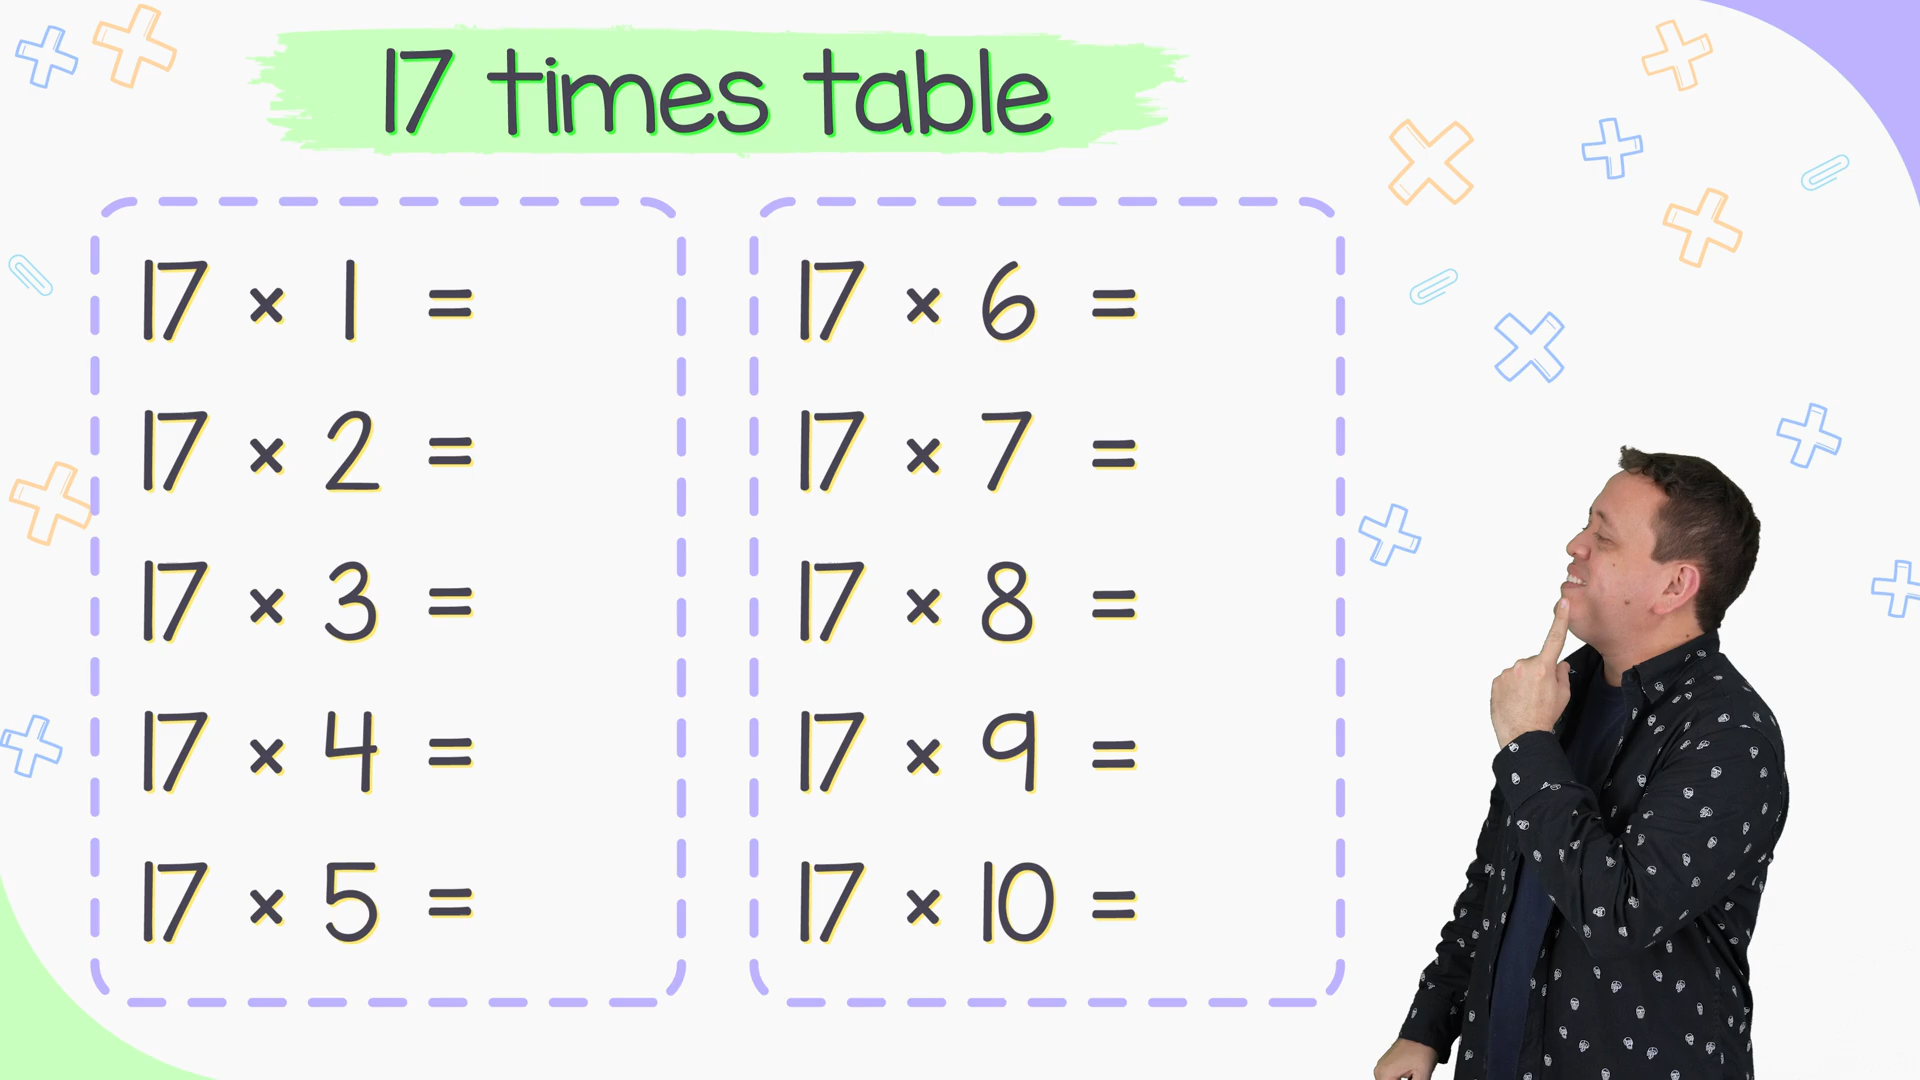 17 times table
17 × 1 =
17 × 2 =
17 × 3 =
17 × 4 =
17 × 5 =
17 × 6 =
17 × 7 =
17 × 8 =
17 × 9 =
17 × 10 =